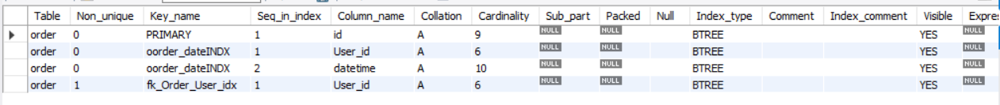 Table Non_unique Key_name Seq_in_index Column_name Collation Cardinality Sub_part Packed Null Index_type Comment Index_comment Visible Expres
order 0 PRIMARY 1 id A 9 NULL NULL BTREE YES NULL
order 0 oorder_dateINDX 1 User_id A 6 NULL NULL BTREE YES NULL
order 0 oorder_dateINDX 2 datetime A 10 NULL NULL BTREE YES NULL
order 1 fk_Order_User_idx 1 User_id A 6 NULL NULL BTREE YES NULL